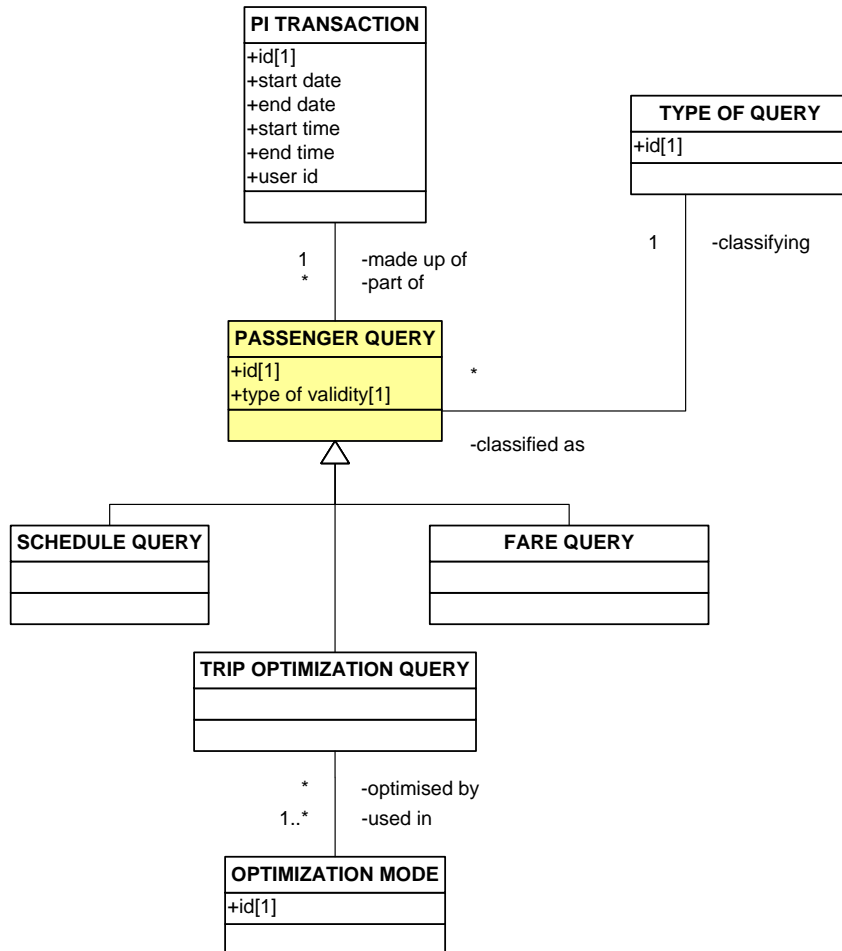 PI TRANSACTION
+id[1]
+start date
+end date
+start time
+end time
+user id
TYPE OF QUERY
+id[1]
1 -made up of
* -part of
1 -classifying
PASSENGER QUERY
+id[1]
+type of validity[1]
*
-classified as
SCHEDULE QUERY
FARE QUERY
TRIP OPTIMIZATION QUERY
* -optimised by
1..* -used in
OPTIMIZATION MODE
+id[1]